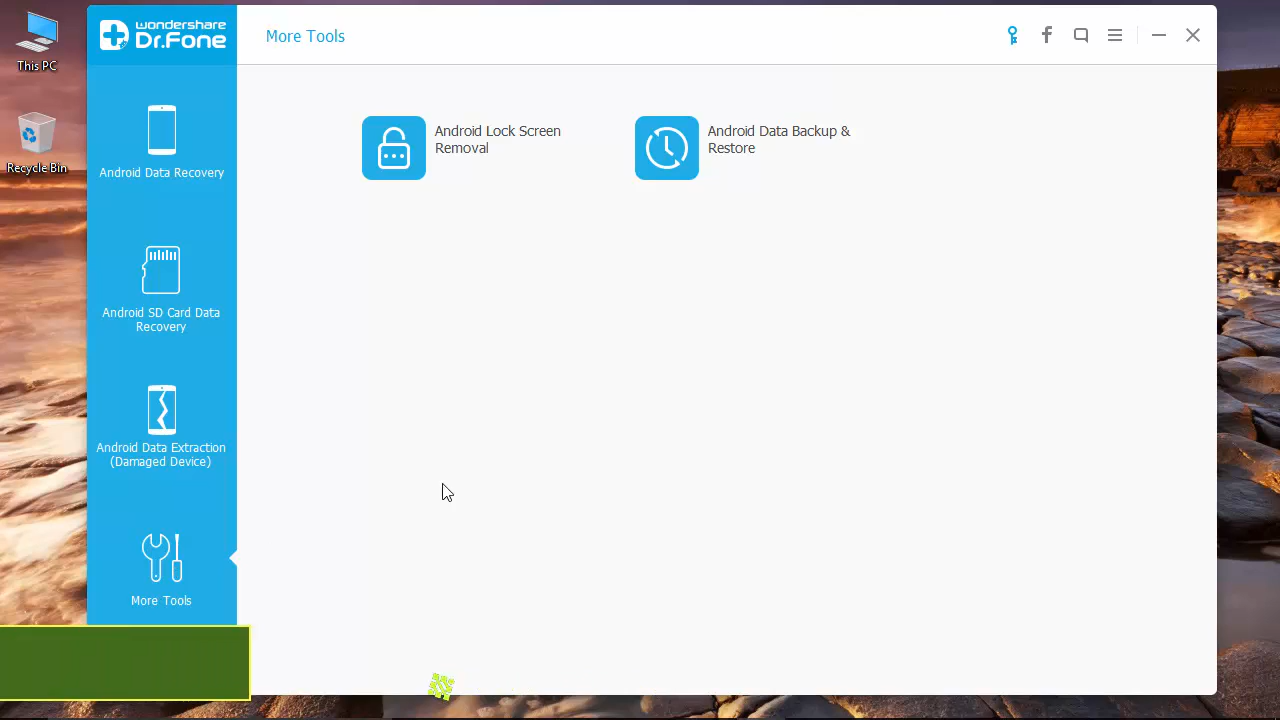 This PC
Recycle Bin
wondershare
Dr.Fone
More Tools
Android Data Recovery
Android SD Card Data
Recovery
Android Data Extraction
(Damaged Device)
More Tools
Android Lock Screen
Removal
Android Data Backup &
Restore